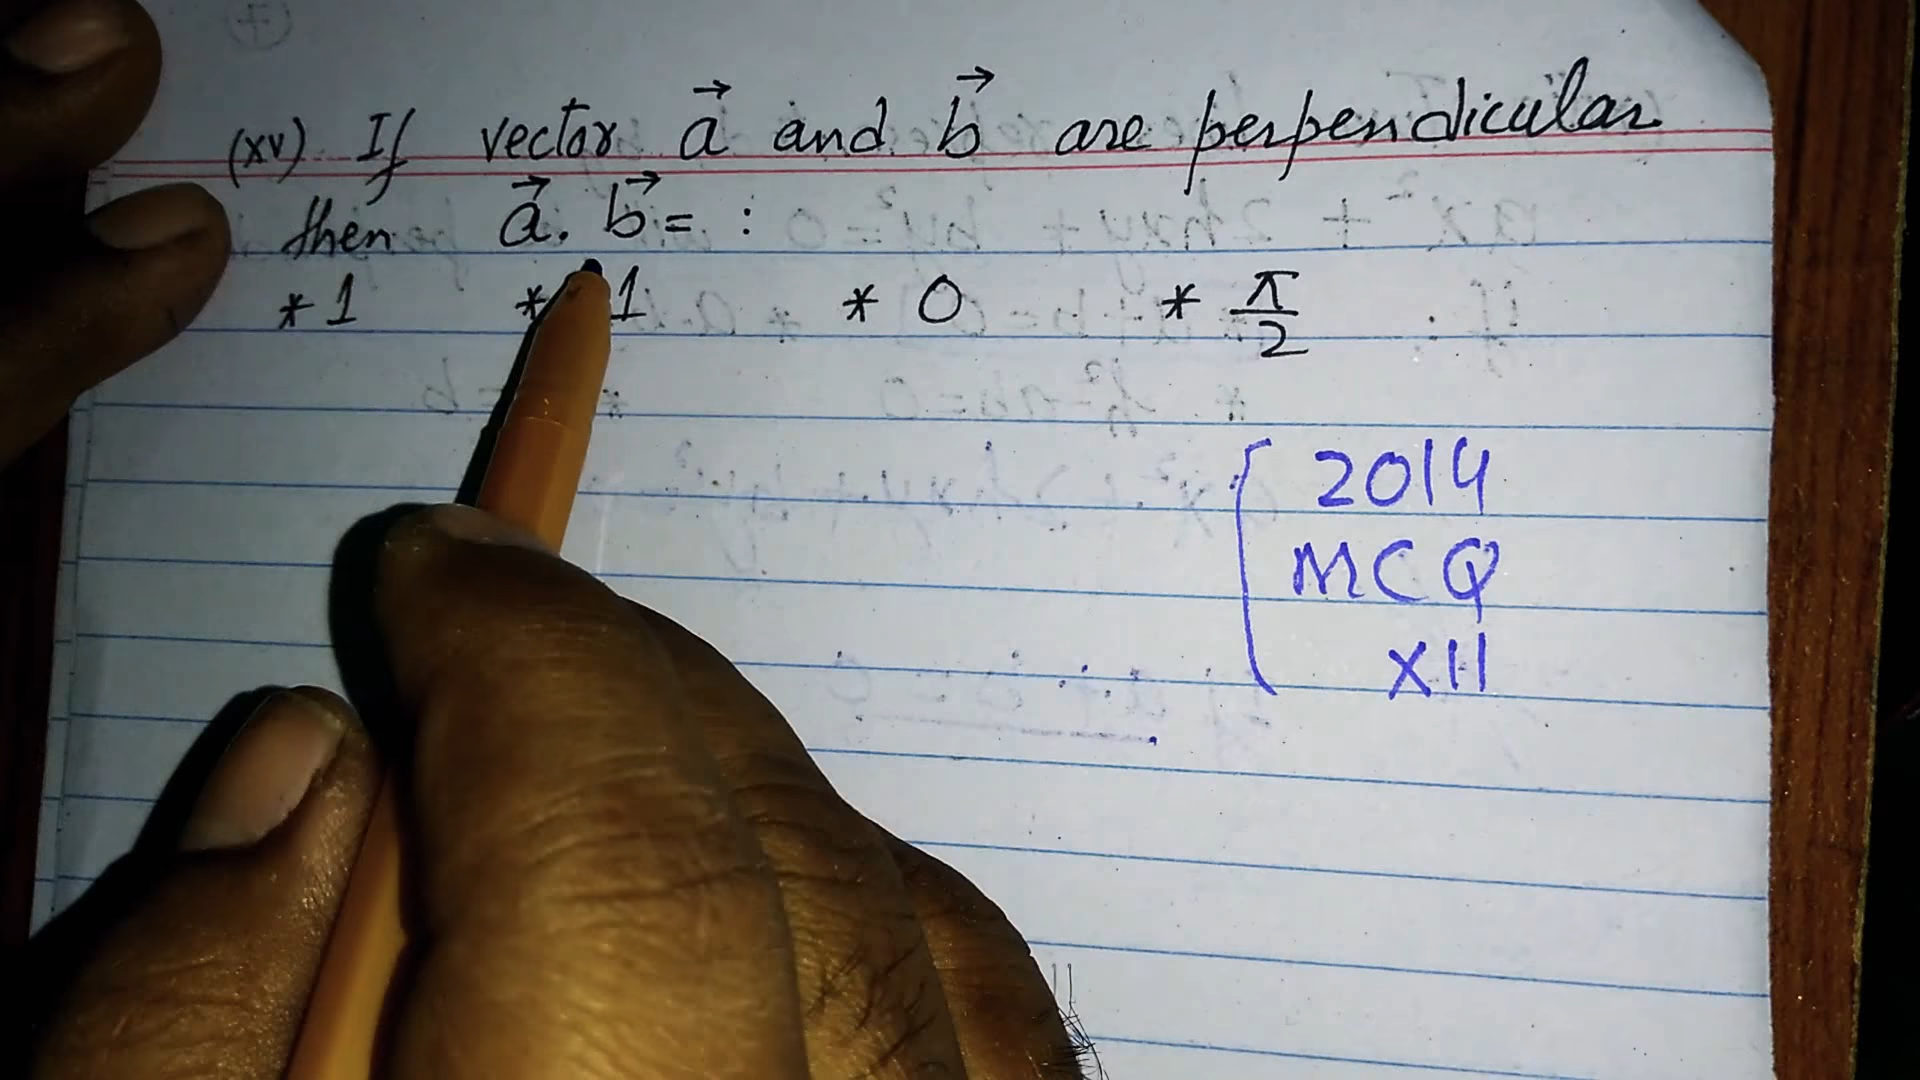 (xv) If vector a⃗ and b⃗ are perpendicular
then a⃗. b⃗ = :
* 1 * 1 * 0 * π/2
2014
MCQ
XII